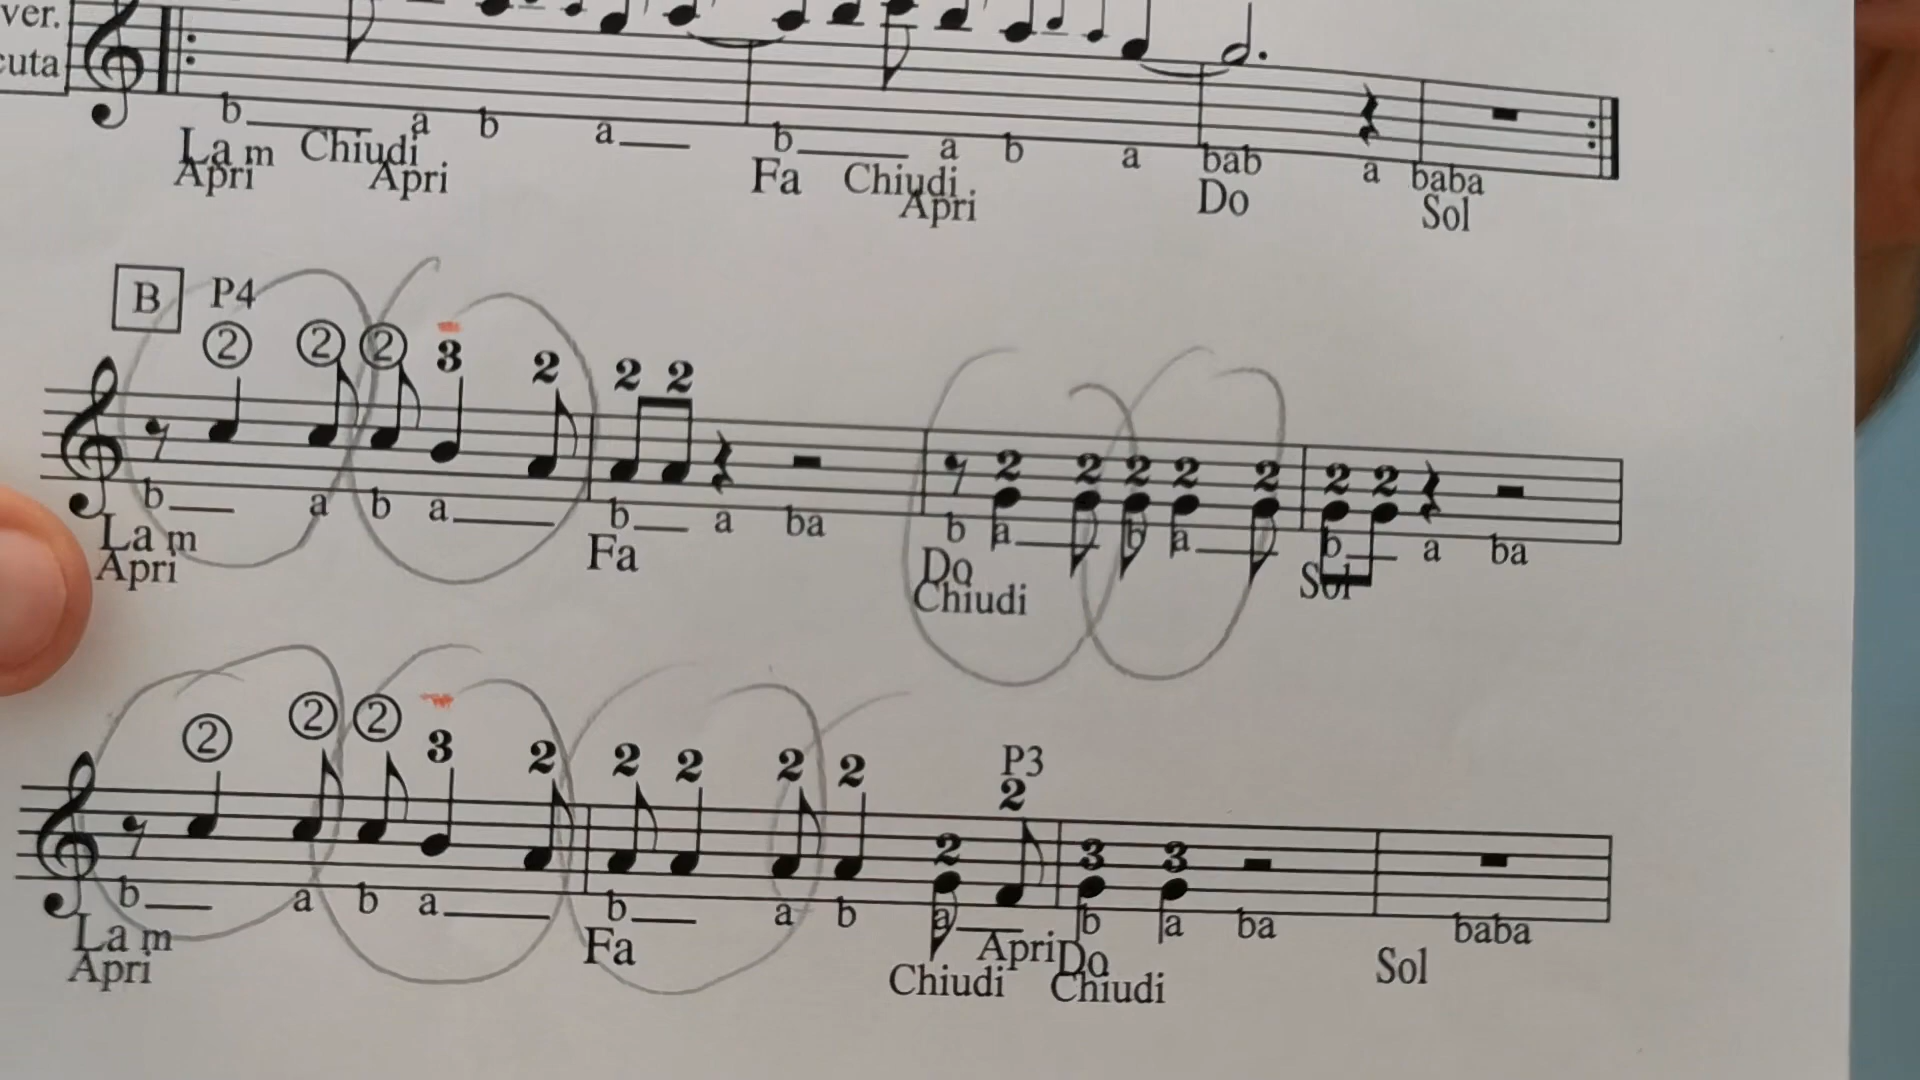 ver.
cuta
b a b a b a b a bab a baba
La m Chiudi Fa Chiudi Do Sol
Apri Apri Apri
B P4
② ② ② 3 2 2 2 2 2 2 2 2 2 2
b a b a b a ba b a b a b a ba
La m Fa Do Sol
Apri Chiudi
P3
② ② ② 3 2 2 2 2 2 2 2 3 3
b a b a b a b a b a ba baba
La m Fa Apri Do Sol
Apri Chiudi Chiudi